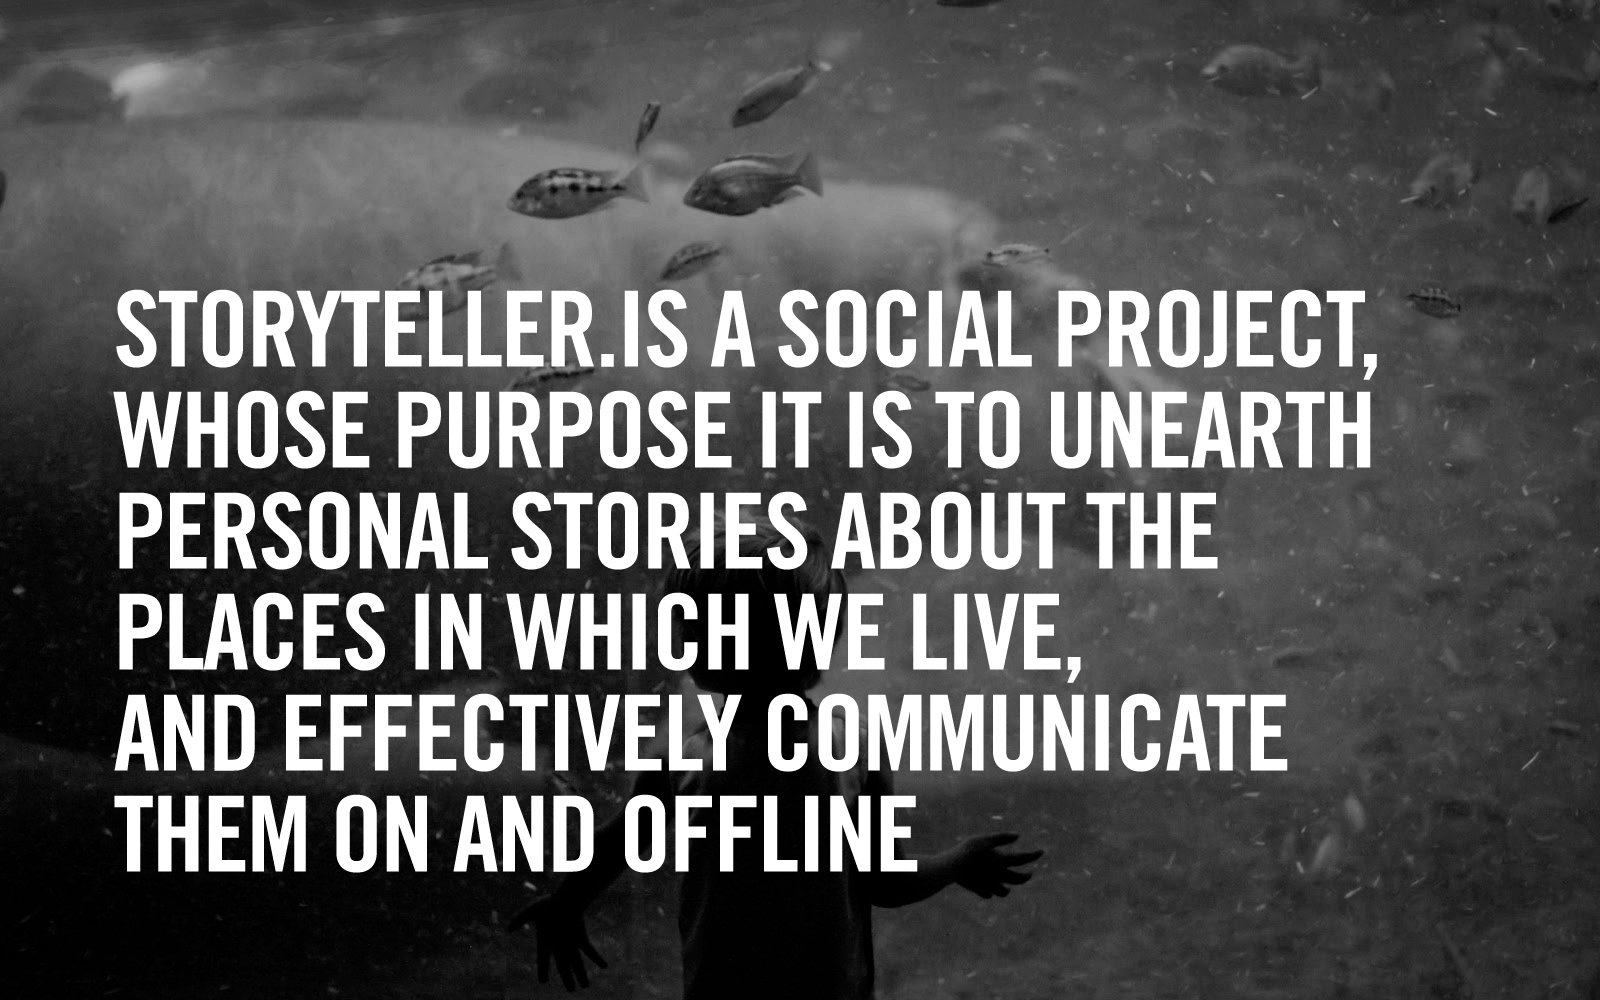 STORYTELLER.IS A SOCIAL PROJECT,
WHOSE PURPOSE IT IS TO UNEARTH
PERSONAL STORIES ABOUT THE
PLACES IN WHICH WE LIVE,
AND EFFECTIVELY COMMUNICATE
THEM ON AND OFFLINE